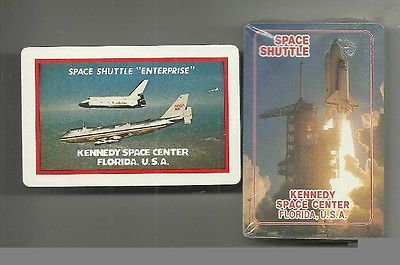 SPACE SHUTTLE "ENTERPRISE"
KENNEDY SPACE CENTER
FLORIDA. U.S.A.
SPACE
SHUTTLE
KENNEDY
SPACE CENTER
FLORIDA, U.S.A.